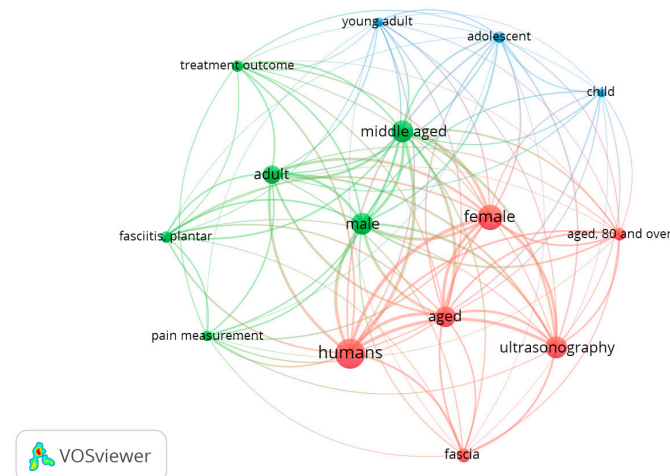 young adult
adolescent
treatment outcome
child
middle aged
adult
female
male
fasciitis, plantar
aged, 80 and over
aged
pain measurement
humans
ultrasonography
VOSviewer
fascia